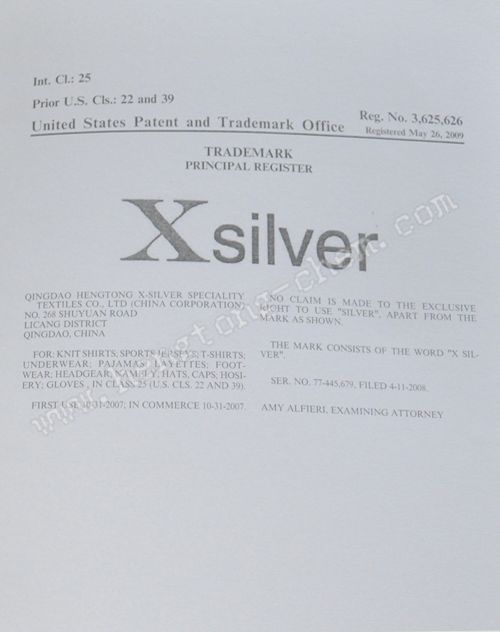 Int. Cl.: 25
Prior U.S. Cls.: 22 and 39
United States Patent and Trademark Office
Reg. No. 3,625,626
Registered May 26, 2009
TRADEMARK
PRINCIPAL REGISTER
X silver
QINGDAO HENGTONG X-SILVER SPECIALITY
TEXTILES CO., LTD (CHINA CORPORATION)
NO. 268 SHUYUAN ROAD
LICANG DISTRICT
QINGDAO, CHINA
FOR: KNIT SHIRTS, SPORTS JERSEYS; T-SHIRTS;
UNDERWEAR; PAJAMAS; LAYETTES; FOOT-
WEAR; HEADGEAR, NAMELY, HATS, CAPS; HOSI-
ERY; GLOVES , IN CLASS 25 (U.S. CLS. 22 AND 39).
FIRST USE 10-31-2007; IN COMMERCE 10-31-2007.
NO CLAIM IS MADE TO THE EXCLUSIVE
RIGHT TO USE "SILVER", APART FROM THE
MARK AS SHOWN.
THE MARK CONSISTS OF THE WORD "X SIL-
VER".
SER. NO. 77-445,679, FILED 4-11-2008.
AMY ALFIERI, EXAMINING ATTORNEY
www.hengtong-chem.com